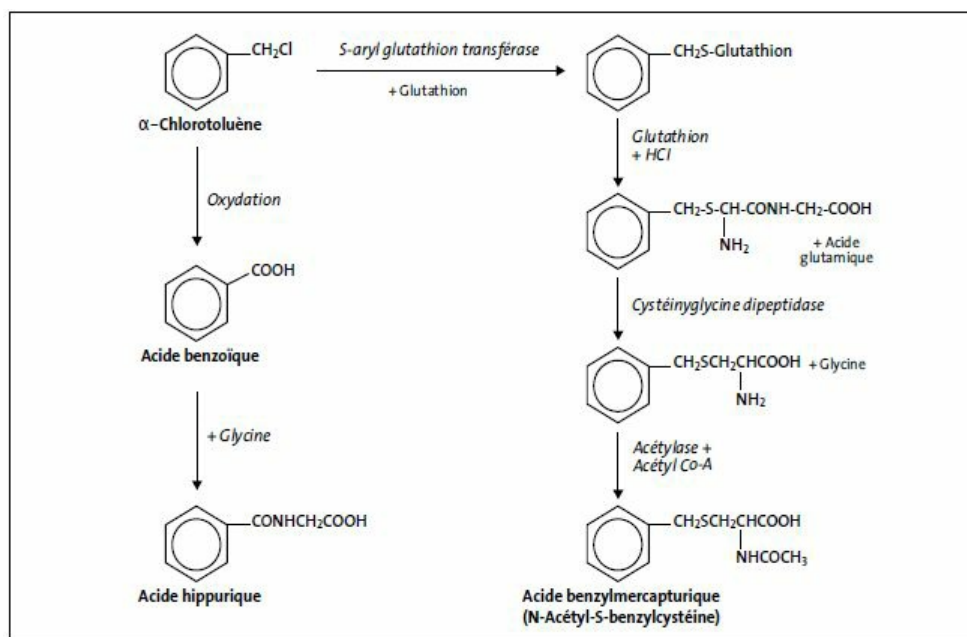 CH₂Cl
α–Chlorotoluène
S-aryl glutathion transférase
+ Glutathion
CH₂S-Glutathion
Oxydation
Glutathion
+ HCl
COOH
Acide benzoïque
CH₂-S-CH-CONH-CH₂-COOH
NH₂
+ Acide
glutamique
Cystéinyglycine dipeptidase
+ Glycine
CH₂SCH₂CHCOOH + Glycine
NH₂
Acétylase +
Acétyl Co-A
CONHCH₂COOH
Acide hippurique
CH₂SCH₂CHCOOH
NHCOCH₃
Acide benzylmercapturique
(N-Acétyl-S-benzylcystéine)